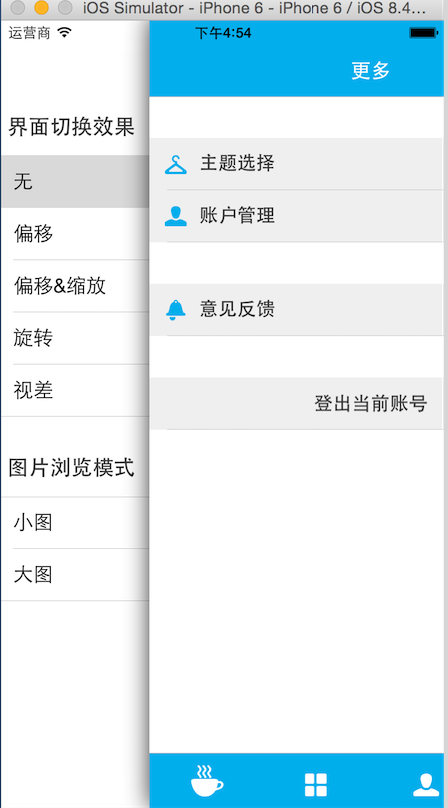 iOS Simulator - iPhone 6 - iPhone 6 / iOS 8.4...
运营商
下午4:54
更多
界面切换效果
无
偏移
偏移&缩放
旋转
视差
图片浏览模式
小图
大图
主题选择
账户管理
意见反馈
登出当前账号